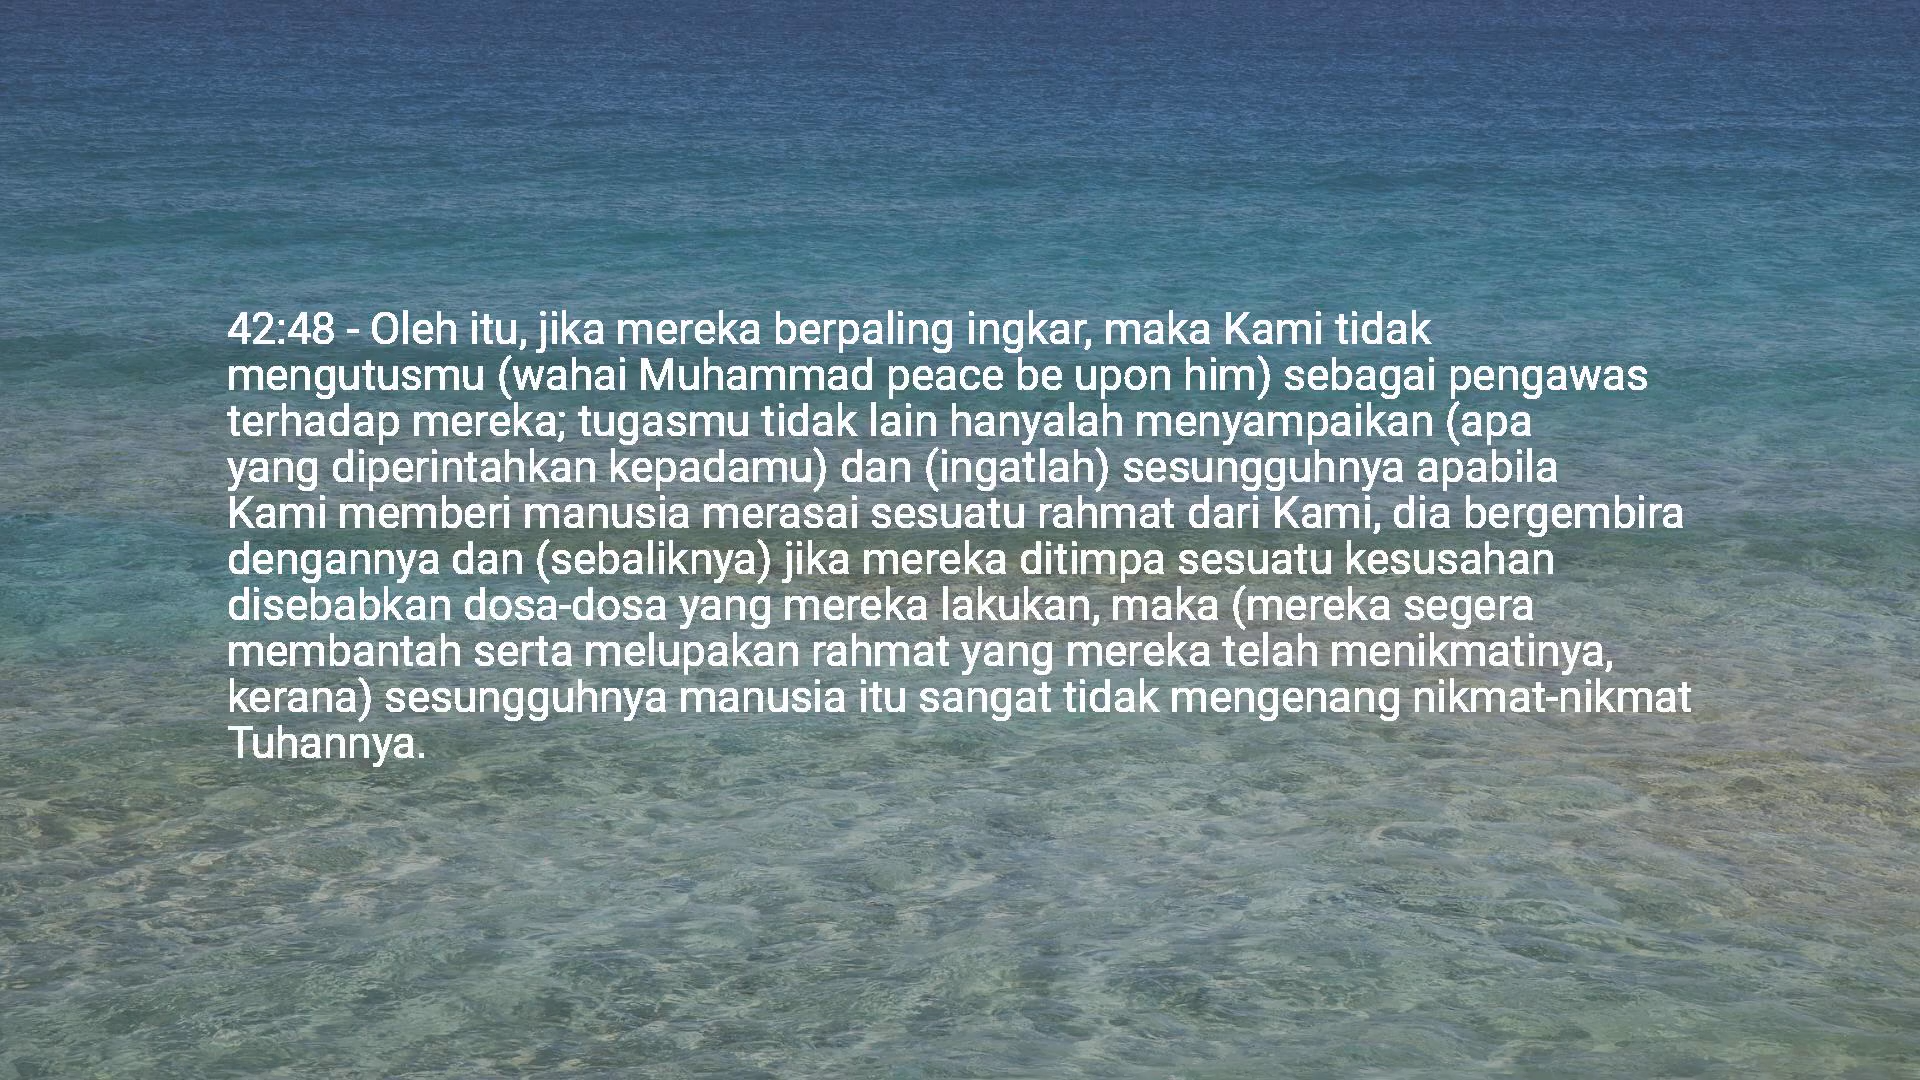 42:48 - Oleh itu, jika mereka berpaling ingkar, maka Kami tidak
mengutusmu (wahai Muhammad peace be upon him) sebagai pengawas
terhadap mereka; tugasmu tidak lain hanyalah menyampaikan (apa
yang diperintahkan kepadamu) dan (ingatlah) sesungguhnya apabila
Kami memberi manusia merasai sesuatu rahmat dari Kami, dia bergembira
dengannya dan (sebaliknya) jika mereka ditimpa sesuatu kesusahan
disebabkan dosa-dosa yang mereka lakukan, maka (mereka segera
membantah serta melupakan rahmat yang mereka telah menikmatinya,
kerana) sesungguhnya manusia itu sangat tidak mengenang nikmat-nikmat
Tuhannya.